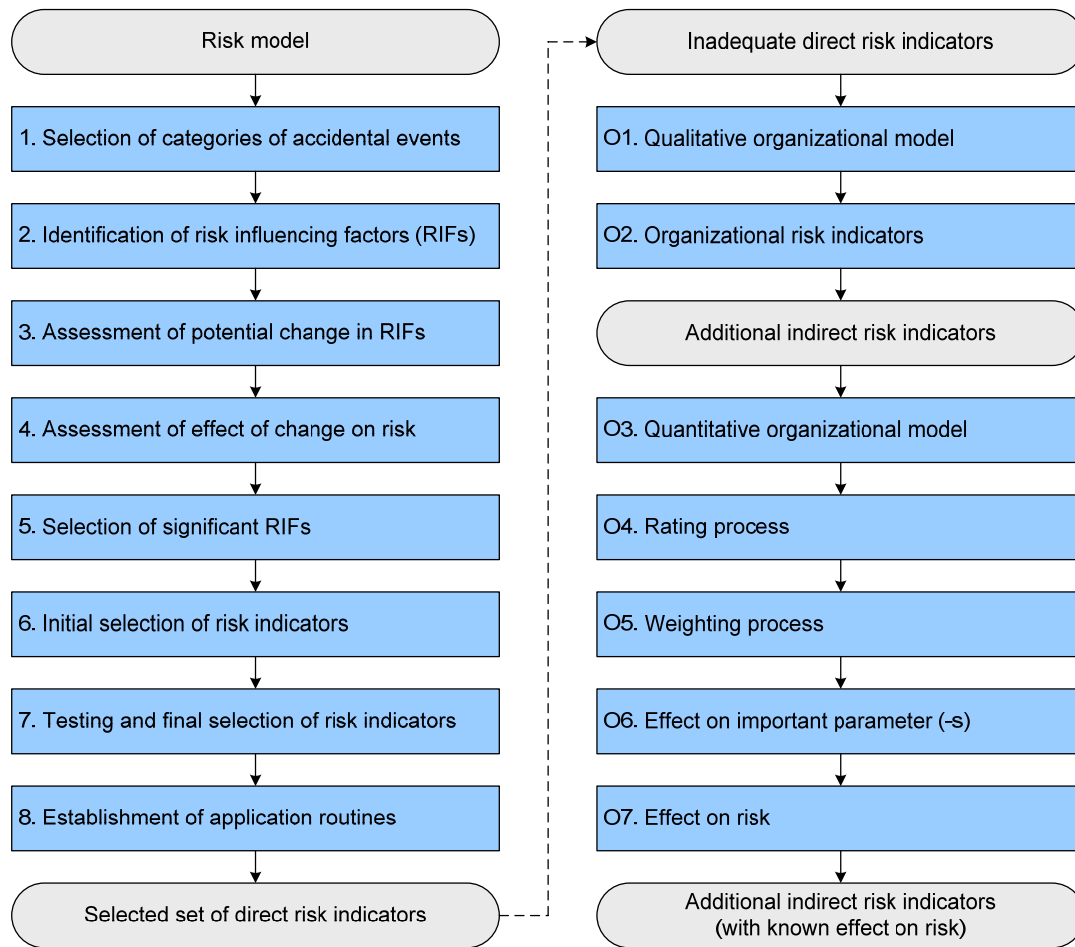 Risk model
1. Selection of categories of accidental events
2. Identification of risk influencing factors (RIFs)
3. Assessment of potential change in RIFs
4. Assessment of effect of change on risk
5. Selection of significant RIFs
6. Initial selection of risk indicators
7. Testing and final selection of risk indicators
8. Establishment of application routines
Selected set of direct risk indicators
Inadequate direct risk indicators
O1. Qualitative organizational model
O2. Organizational risk indicators
Additional indirect risk indicators
O3. Quantitative organizational model
O4. Rating process
O5. Weighting process
O6. Effect on important parameter (-s)
O7. Effect on risk
Additional indirect risk indicators
(with known effect on risk)